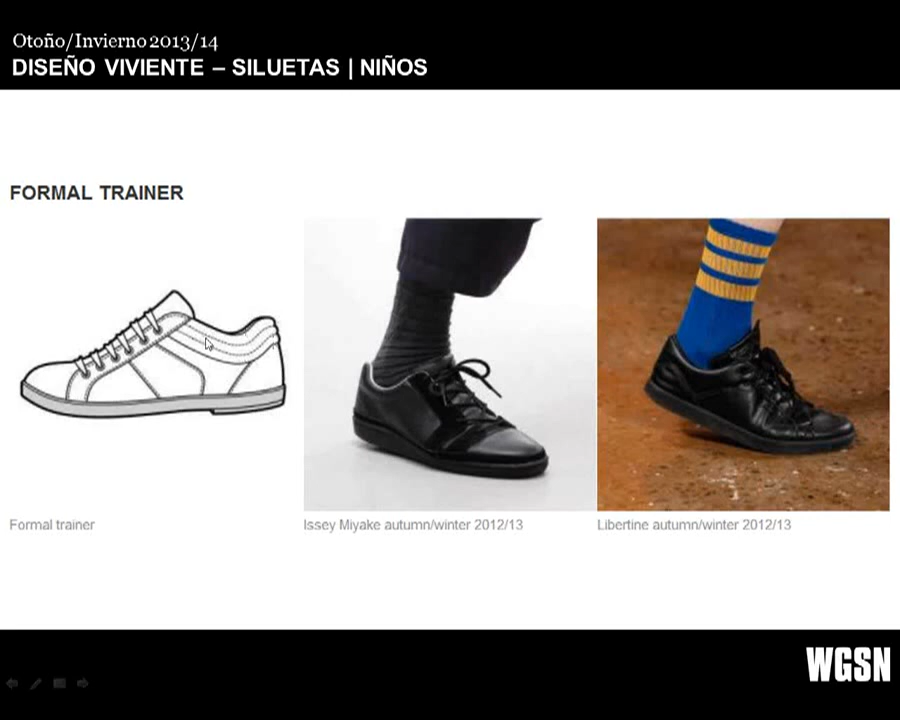 Otoño/Invierno 2013/14
DISEÑO VIVIENTE – SILUETAS | NIÑOS
FORMAL TRAINER
Formal trainer
Issey Miyake autumn/winter 2012/13
Libertine autumn/winter 2012/13
WGSN